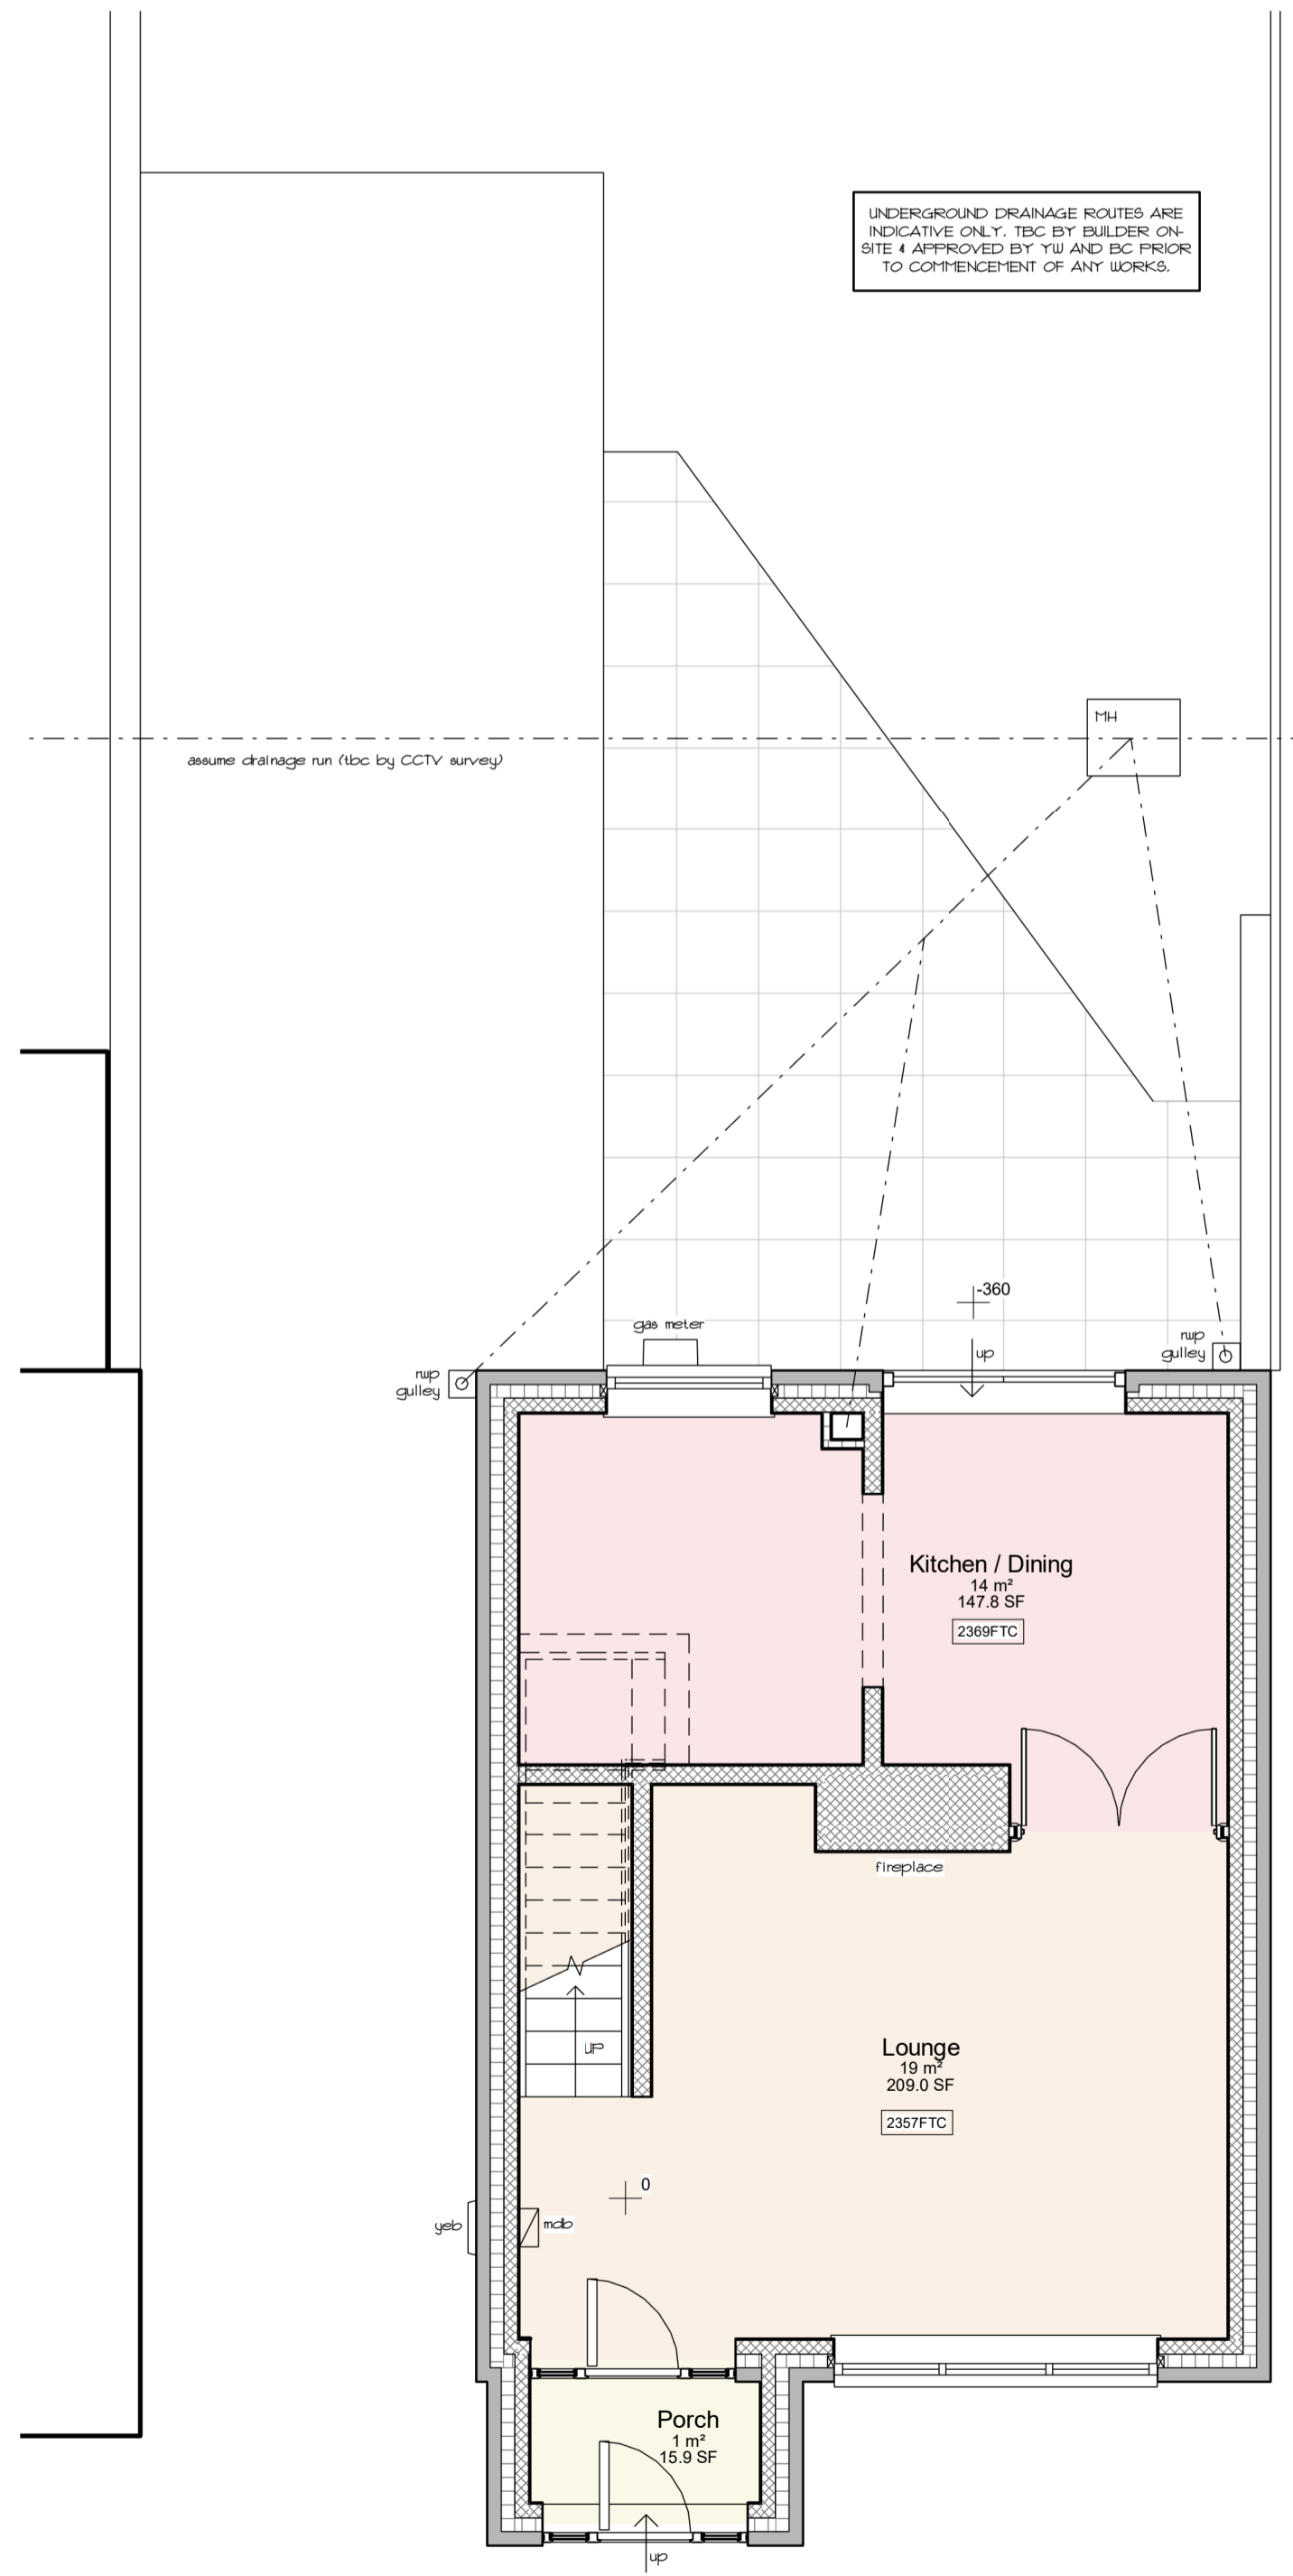 UNDERGROUND DRAINAGE ROUTES ARE
INDICATIVE ONLY. TBC BY BUILDER ON-
SITE & APPROVED BY YW AND BC PRIOR
TO COMMENCEMENT OF ANY WORKS.
MH
assume drainage run (tbc by CCTV survey)
-360
gas meter
up
rwp
gulley
rwp
gulley
Kitchen / Dining
14 m²
147.8 SF
2369FTC
fireplace
UP
Lounge
19 m²
209.0 SF
2357FTC
0
yeb
mdb
Porch
1 m²
15.9 SF
up